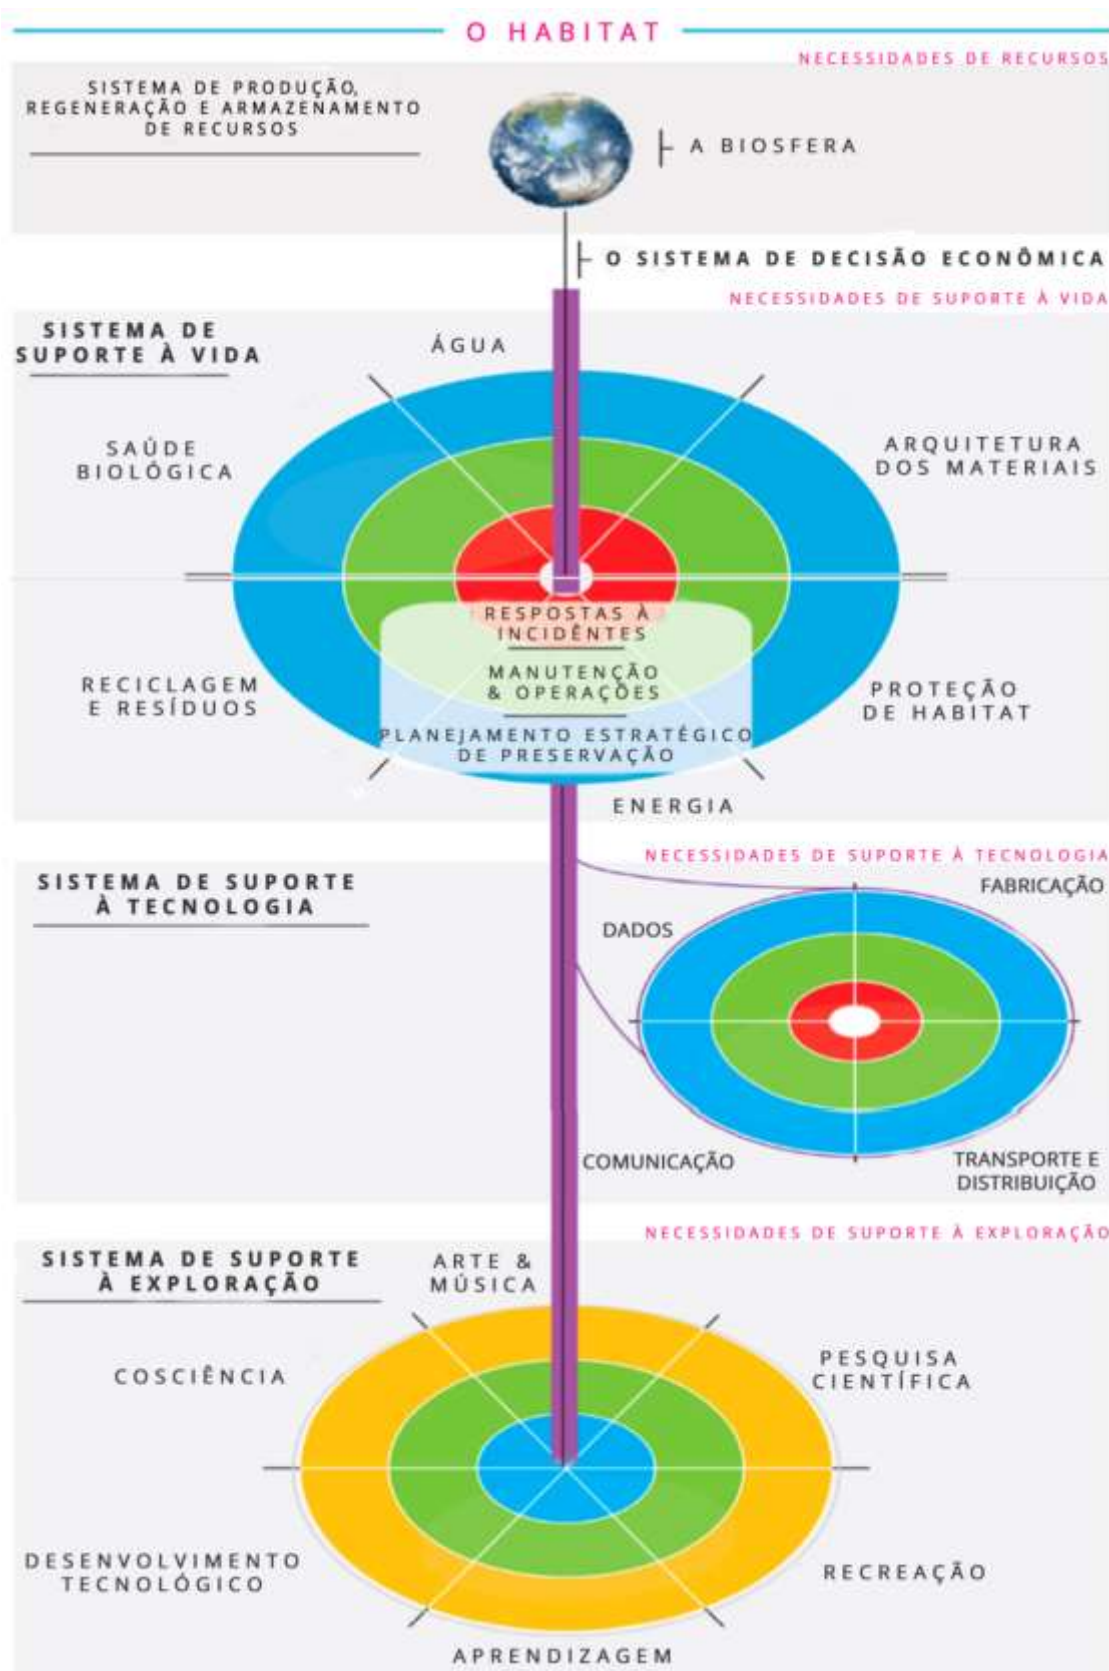 O HABITAT
NECESSIDADES DE RECURSOS
SISTEMA DE PRODUÇÃO,
REGENERAÇÃO E ARMAZENAMENTO
DE RECURSOS
A BIOSFERA
O SISTEMA DE DECISÃO ECONÔMICA
NECESSIDADES DE SUPORTE À VIDA
SISTEMA DE
SUPORTE À VIDA
ÁGUA
SAÚDE
BIOLÓGICA
ARQUITETURA
DOS MATERIAIS
RESPOSTAS À
INCIDÊNTES
MANUTENÇÃO
& OPERAÇÕES
PLANEJAMENTO ESTRATÉGICO
DE PRESERVAÇÃO
RECICLAGEM
E RESÍDUOS
PROTEÇÃO
DE HABITAT
ENERGIA
NECESSIDADES DE SUPORTE À TECNOLOGIA
SISTEMA DE SUPORTE
À TECNOLOGIA
FABRICAÇÃO
DADOS
COMUNICAÇÃO
TRANSPORTE E
DISTRIBUIÇÃO
NECESSIDADES DE SUPORTE À EXPLORAÇÃO
SISTEMA DE SUPORTE
À EXPLORAÇÃO
ARTE &
MÚSICA
COSCIÊNCIA
PESQUISA
CIENTÍFICA
DESENVOLVIMENTO
TECNOLÓGICO
RECREAÇÃO
APRENDIZAGEM